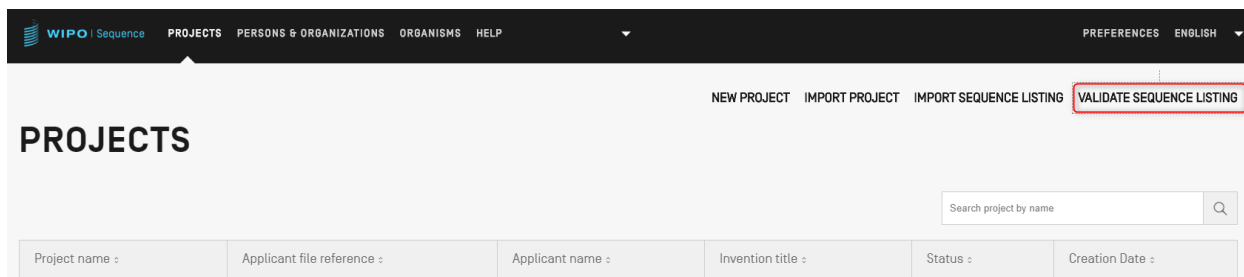 WIPO | Sequence PROJECTS PERSONS & ORGANIZATIONS ORGANISMS HELP PREFERENCES ENGLISH
NEW PROJECT IMPORT PROJECT IMPORT SEQUENCE LISTING VALIDATE SEQUENCE LISTING
PROJECTS
Search project by name
Project name Applicant file reference Applicant name Invention title Status Creation Date